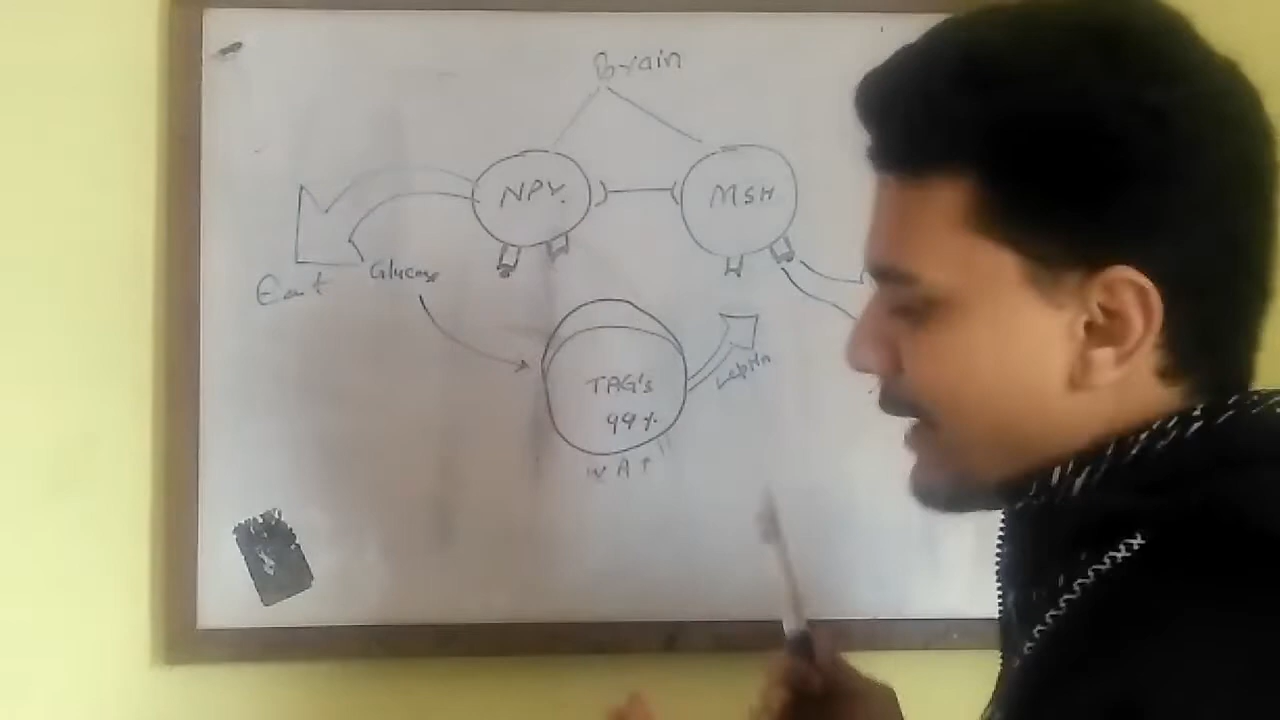 Brain
NPY.
MSH
Eat
Glucose
TAG's
99%
Leptin
WAT